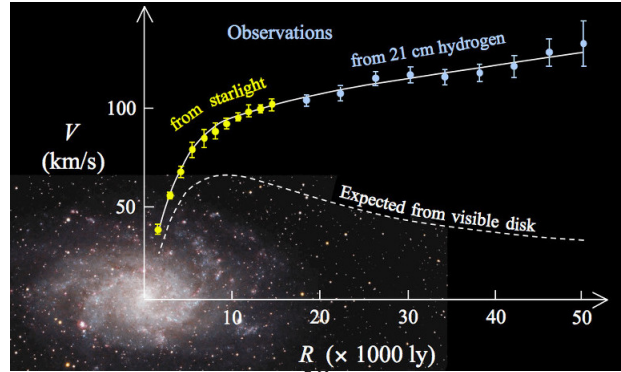 Observations
from 21 cm hydrogen
from starlight
100
V
(km/s)
50
Expected from visible disk
10
20
30
40
50
R (× 1000 ly)